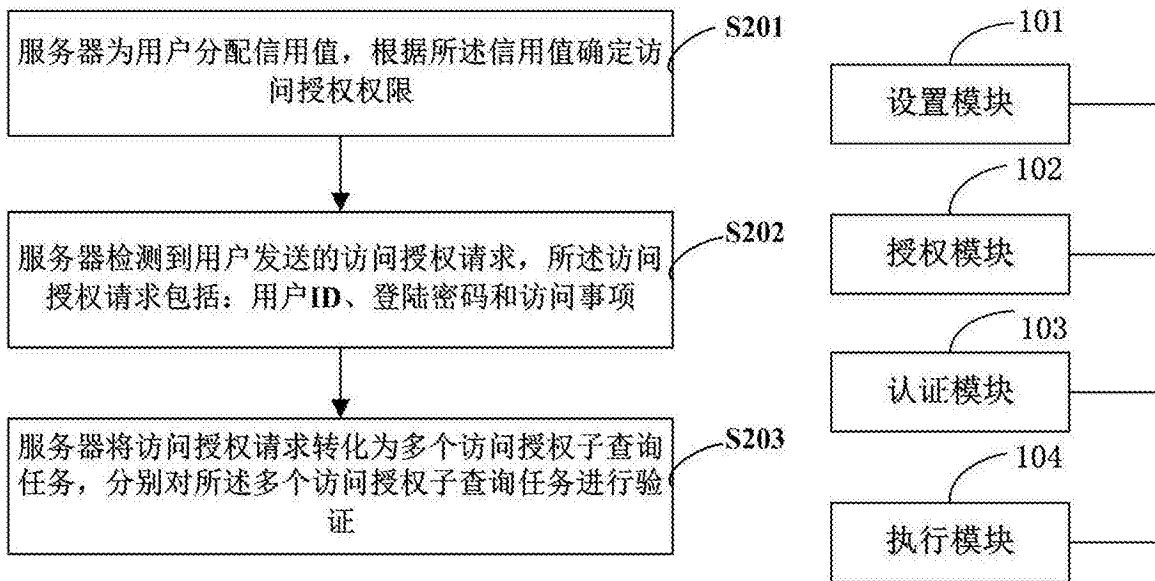 服务器为用户分配信用值，根据所述信用值确定访
问授权权限
S201
服务器检测到用户发送的访问授权请求，所述访问
授权请求包括：用户ID、登陆密码和访问事项
S202
服务器将访问授权请求转化为多个访问授权子查询
任务，分别对所述多个访问授权子查询任务进行验
证
S203
101
设置模块
102
授权模块
103
认证模块
104
执行模块